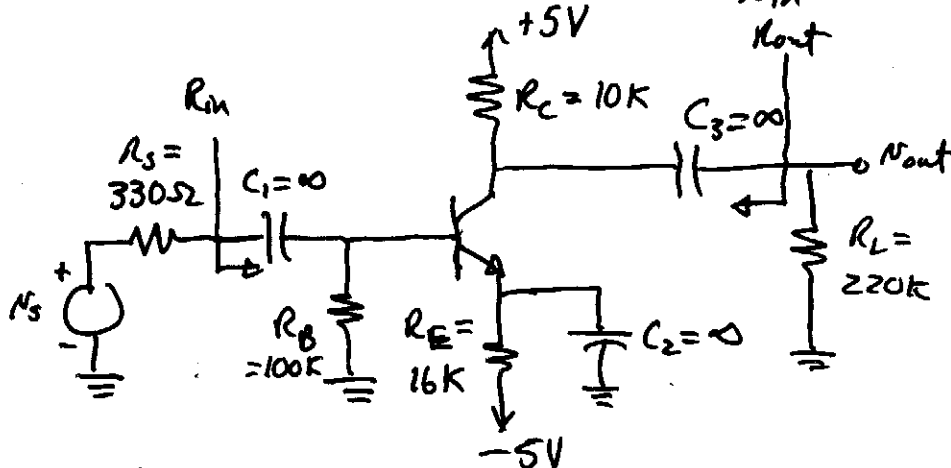 +5V
Rout
Rin
RC = 10K
C3=∞
RS =
330Ω
C1=∞
vout
+
vS
-
RB
=100K
RE=
16K
C2=∞
RL=
220K
-5V